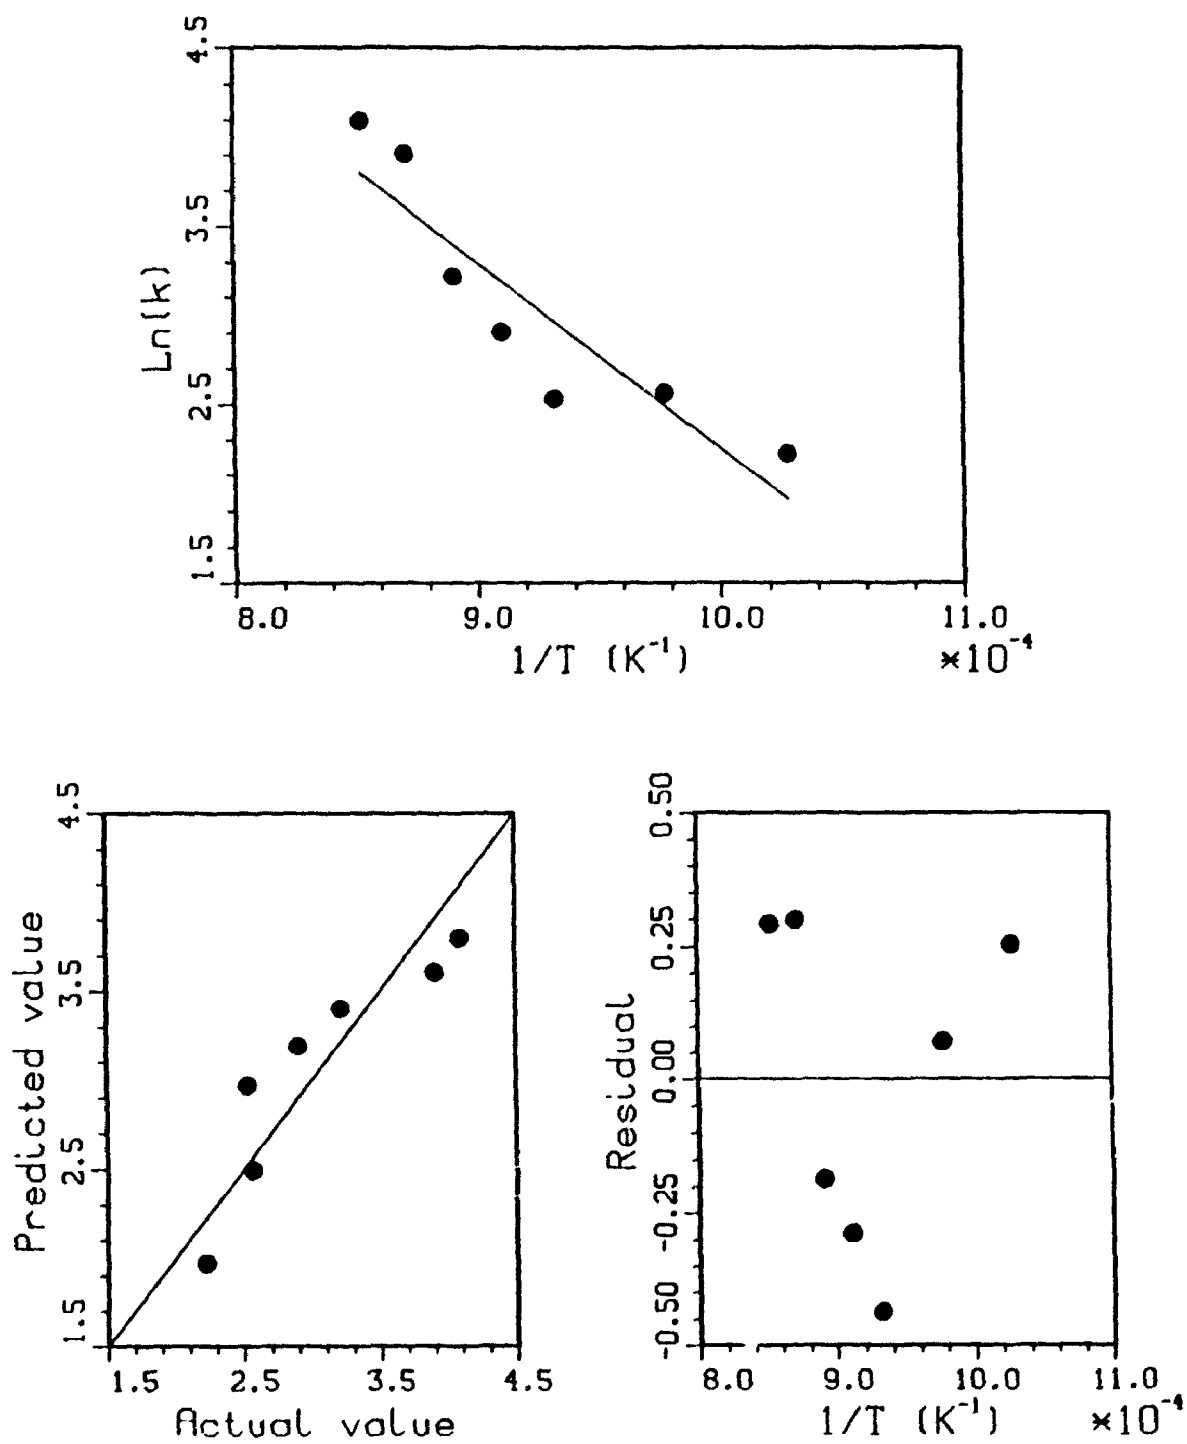 4.5
3.5
2.5
1.5
Ln(k)
8.0 9.0 10.0 11.0
1/T (K⁻¹) *10⁻⁴
4.5
3.5
2.5
1.5
Predicted value
1.5 2.5 3.5 4.5
Actual value
0.50
0.25
0.00
-0.25
-0.50
Residual
8.0 9.0 10.0 11.0
1/T (K⁻¹) *10⁻⁴